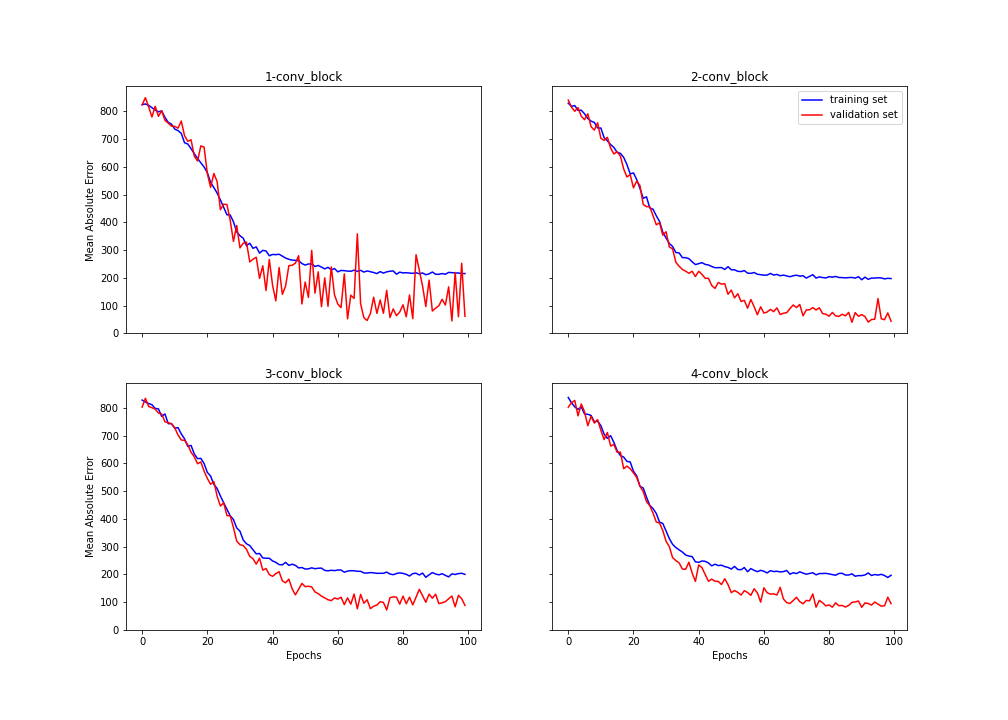 1-conv_block
2-conv_block
Mean Absolute Error
800
700
600
500
400
300
200
100
0
training set
validation set
3-conv_block
4-conv_block
Mean Absolute Error
800
700
600
500
400
300
200
100
0
0 20 40 60 80 100
Epochs
0 20 40 60 80 100
Epochs